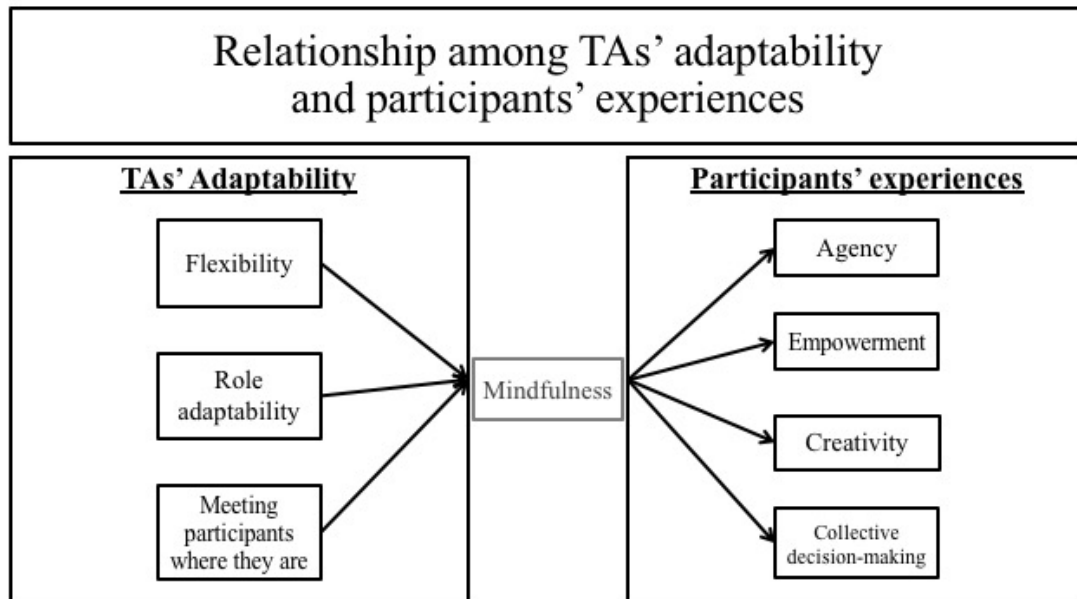 Relationship among TAs’ adaptability
and participants’ experiences
TAs’ Adaptability
Flexibility
Role
adaptability
Meeting
participants
where they are
Mindfulness
Participants’ experiences
Agency
Empowerment
Creativity
Collective
decision-making